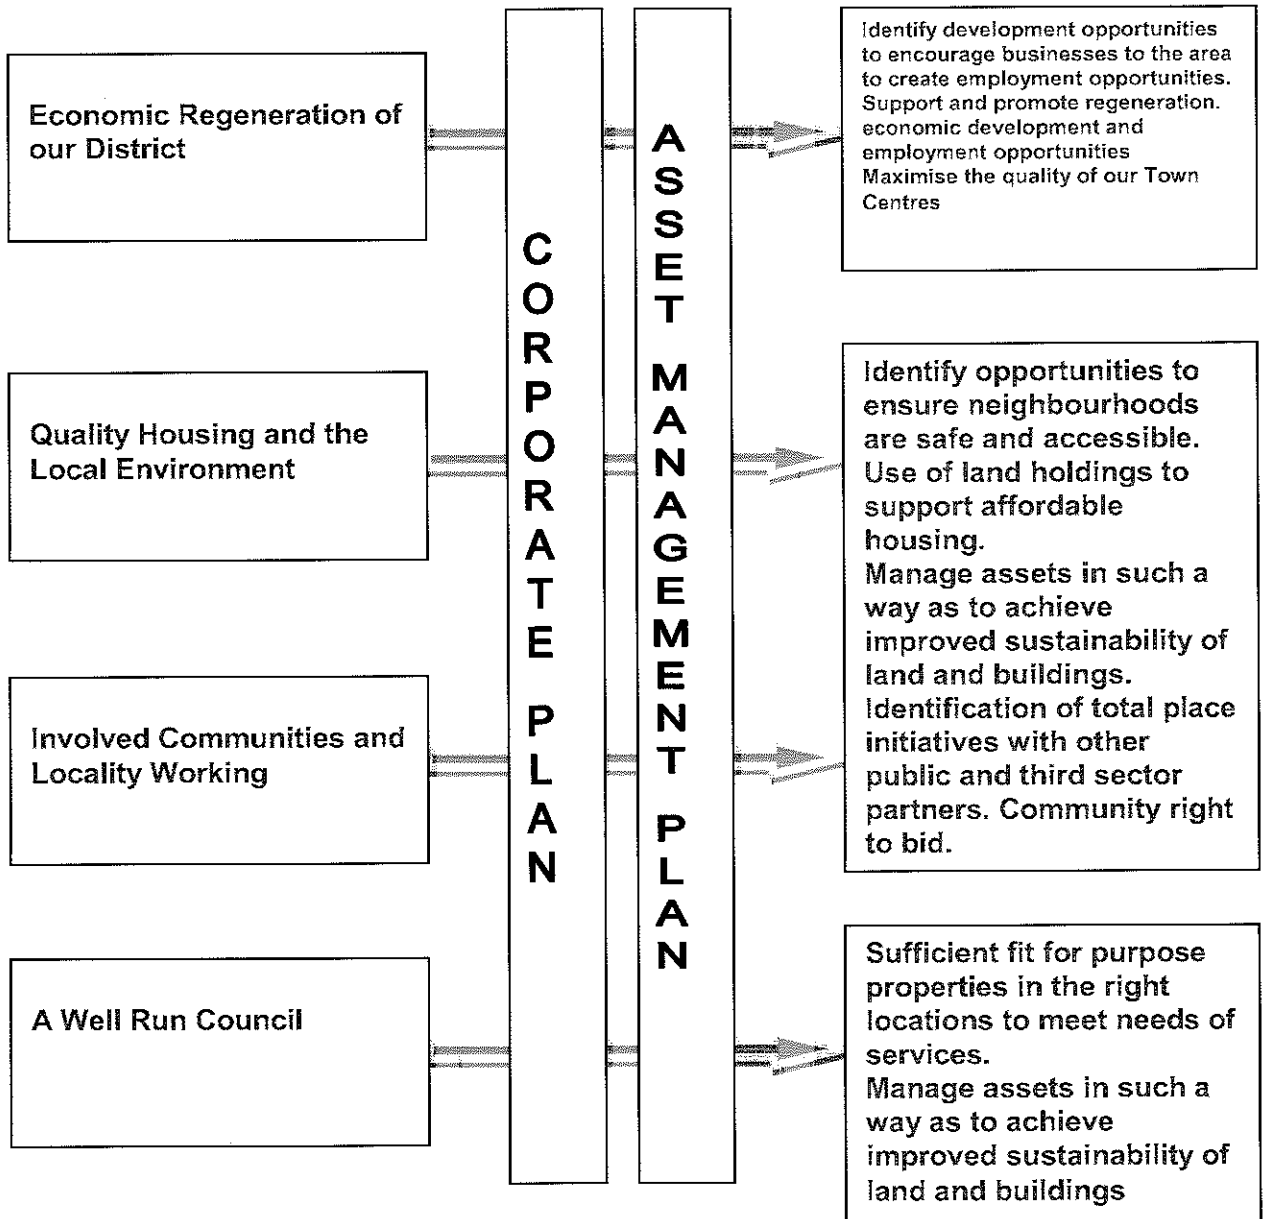 Economic Regeneration of
our District
Quality Housing and the
Local Environment
Involved Communities and
Locality Working
A Well Run Council
CORPORATE PLAN
ASSET MANAGEMENT PLAN
Identify development opportunities
to encourage businesses to the area
to create employment opportunities.
Support and promote regeneration.
economic development and
employment opportunities
Maximise the quality of our Town
Centres
Identify opportunities to
ensure neighbourhoods
are safe and accessible.
Use of land holdings to
support affordable
housing.
Manage assets in such a
way as to achieve
improved sustainability of
land and buildings.
Identification of total place
initiatives with other
public and third sector
partners. Community right
to bid.
Sufficient fit for purpose
properties in the right
locations to meet needs of
services.
Manage assets in such a
way as to achieve
improved sustainability of
land and buildings